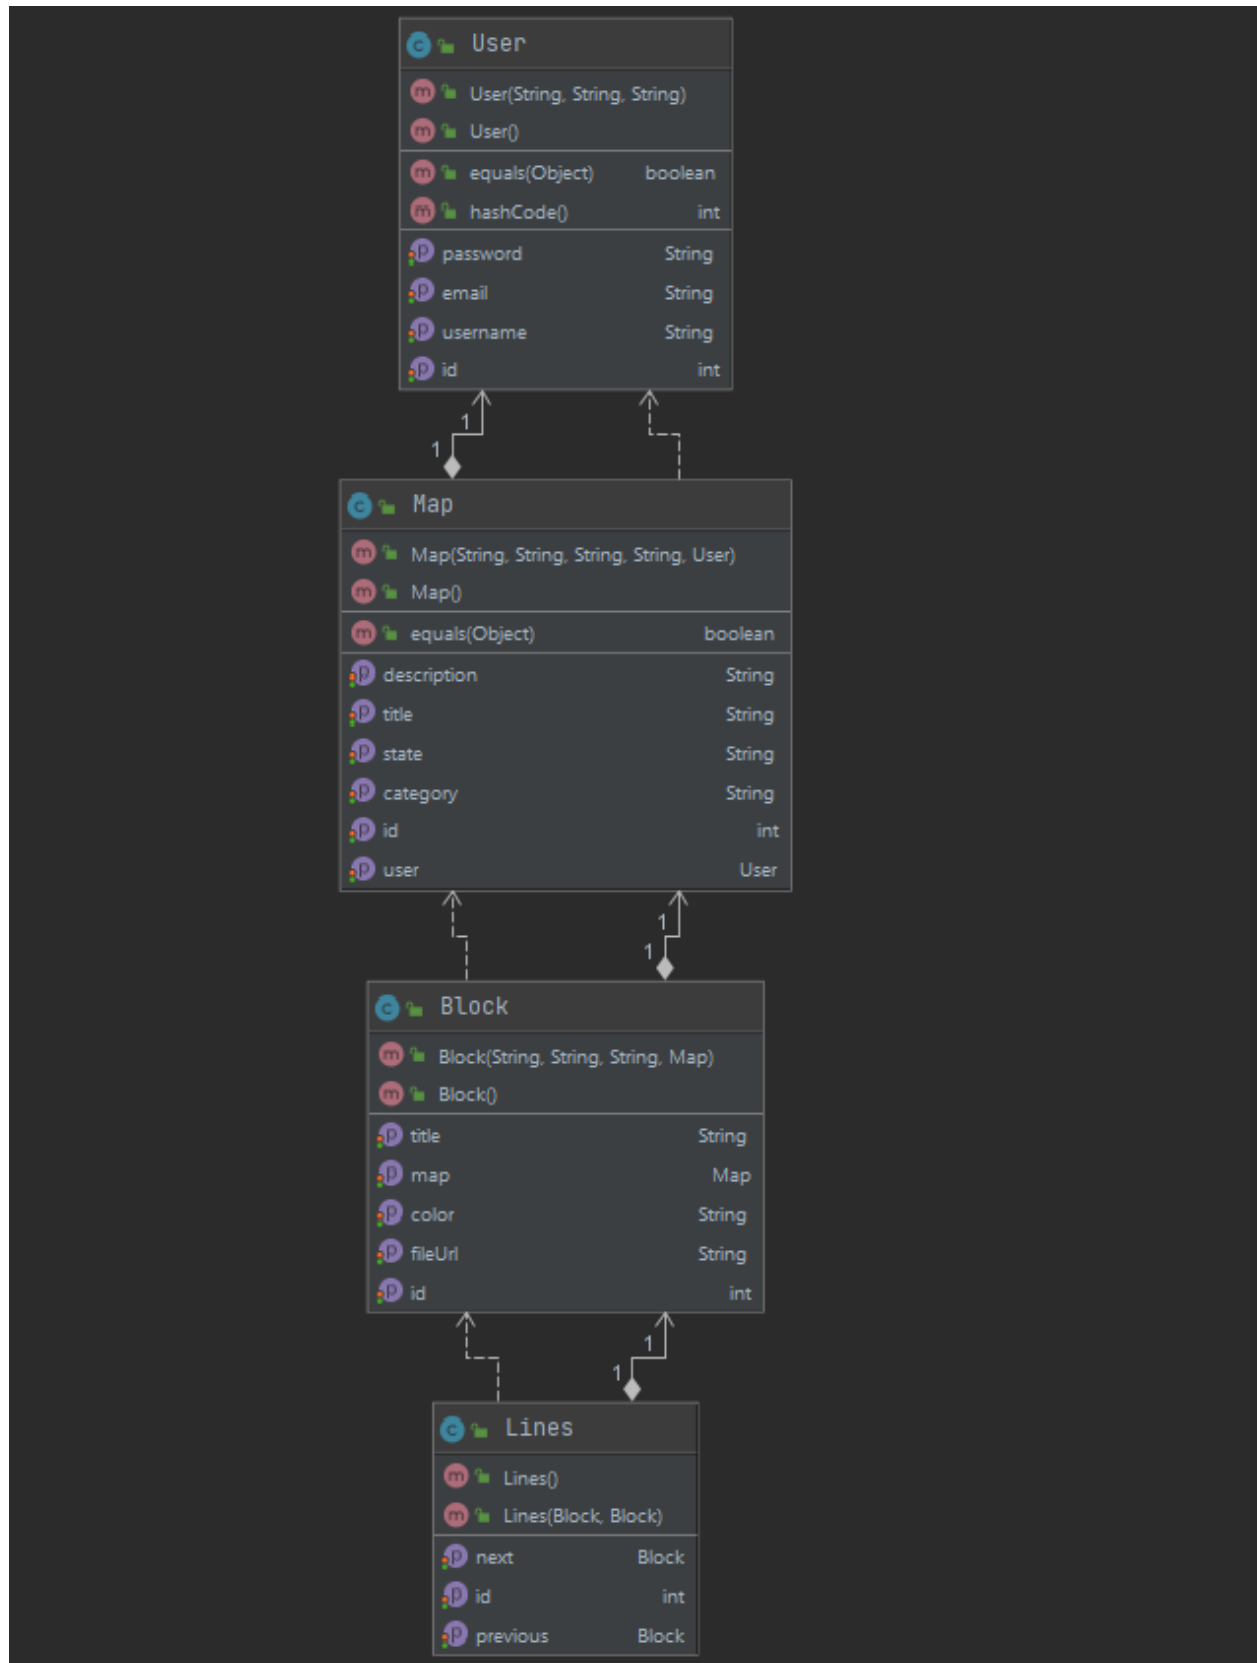 User
User(String, String, String)
User()
equals(Object) boolean
hashCode() int
password String
email String
username String
id int
1
1
Map
Map(String, String, String, String, User)
Map()
equals(Object) boolean
description String
title String
state String
category String
id int
user User
1
1
Block
Block(String, String, String, Map)
Block()
title String
map Map
color String
fileUrl String
id int
1
1
Lines
Lines()
Lines(Block, Block)
next Block
id int
previous Block